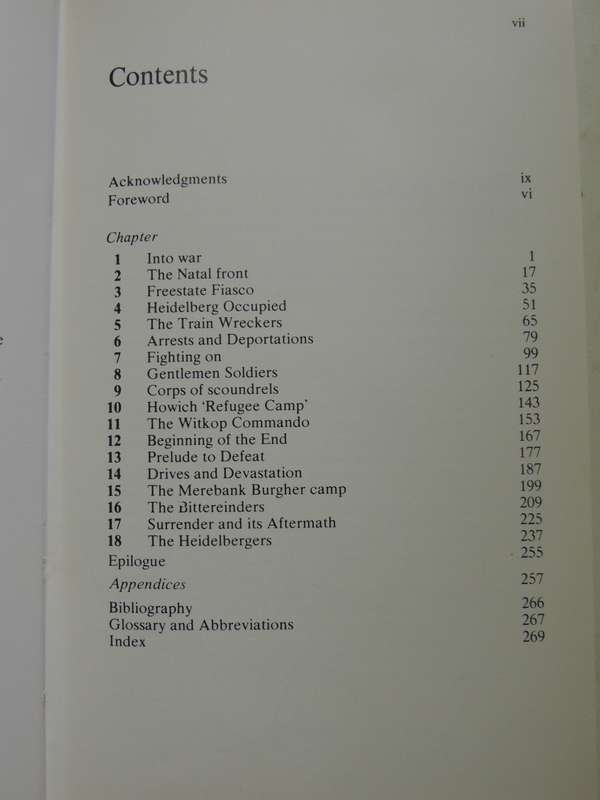 vii
Contents
Acknowledgments ix
Foreword vi
Chapter
1 Into war 1
2 The Natal front 17
3 Freestate Fiasco 35
4 Heidelberg Occupied 51
5 The Train Wreckers 65
6 Arrests and Deportations 79
7 Fighting on 99
8 Gentlemen Soldiers 117
9 Corps of scoundrels 125
10 Howich ‘Refugee Camp’ 143
11 The Witkop Commando 153
12 Beginning of the End 167
13 Prelude to Defeat 177
14 Drives and Devastation 187
15 The Merebank Burgher camp 199
16 The Bittereinders 209
17 Surrender and its Aftermath 225
18 The Heidelbergers 237
Epilogue 255
Appendices 257
Bibliography 266
Glossary and Abbreviations 267
Index 269